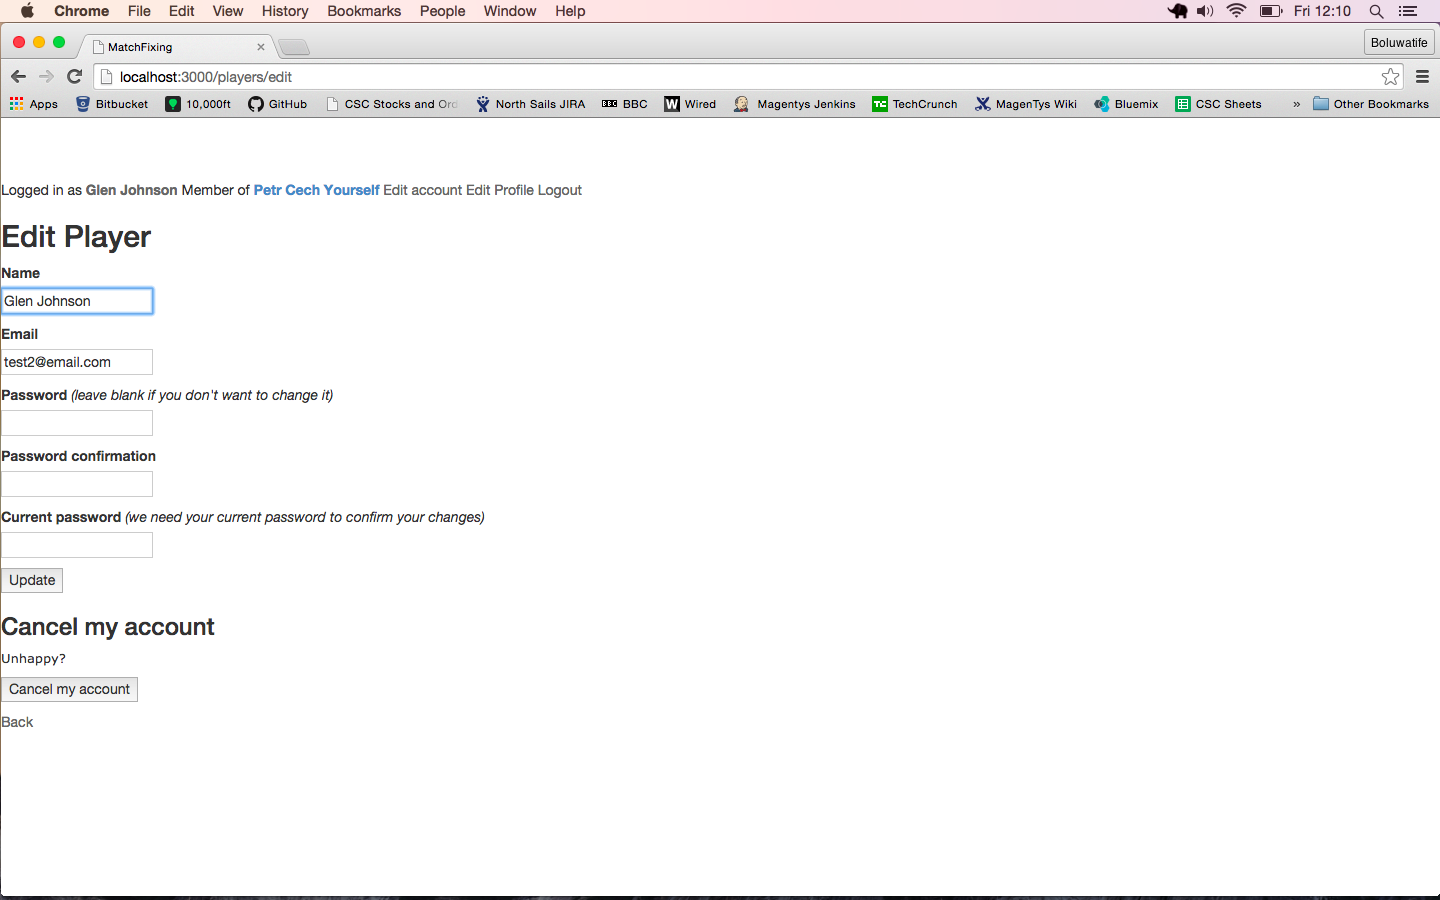 Chrome File Edit View History Bookmarks People Window Help Fri 12:10
MatchFixing Boluwatife
localhost:3000/players/edit
Apps Bitbucket 10,000ft GitHub CSC Stocks and Ord North Sails JIRA BBC BBC W Wired Magentys Jenkins TC TechCrunch MagenTys Wiki Bluemix CSC Sheets » Other Bookmarks
Logged in as Glen Johnson Member of Petr Cech Yourself Edit account Edit Profile Logout
Edit Player
Name
Glen Johnson
Email
test2@email.com
Password (leave blank if you don't want to change it)
Password confirmation
Current password (we need your current password to confirm your changes)
Update
Cancel my account
Unhappy?
Cancel my account
Back